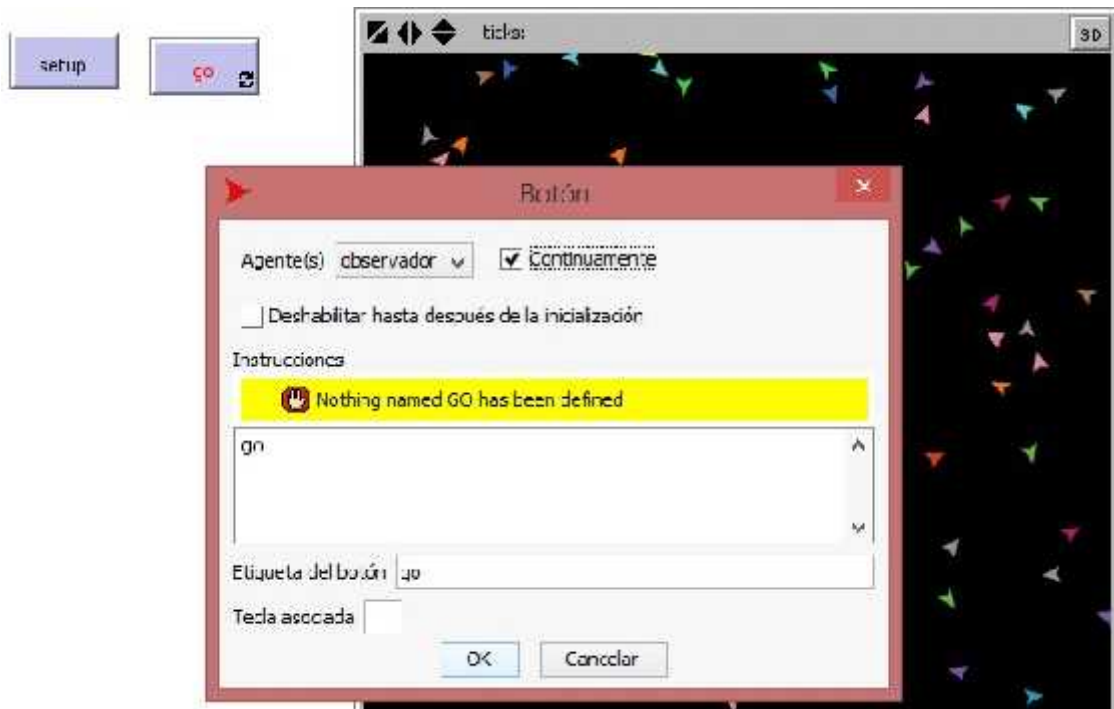 setup
go
ticks:
3D
Botón
Agente(s) observador Continuamente
Deshabilitar hasta después de la inicialización
Instrucciones
Nothing named GO has been defined
go
Etiqueta del botón go
Tecla asociada
OK Cancelar